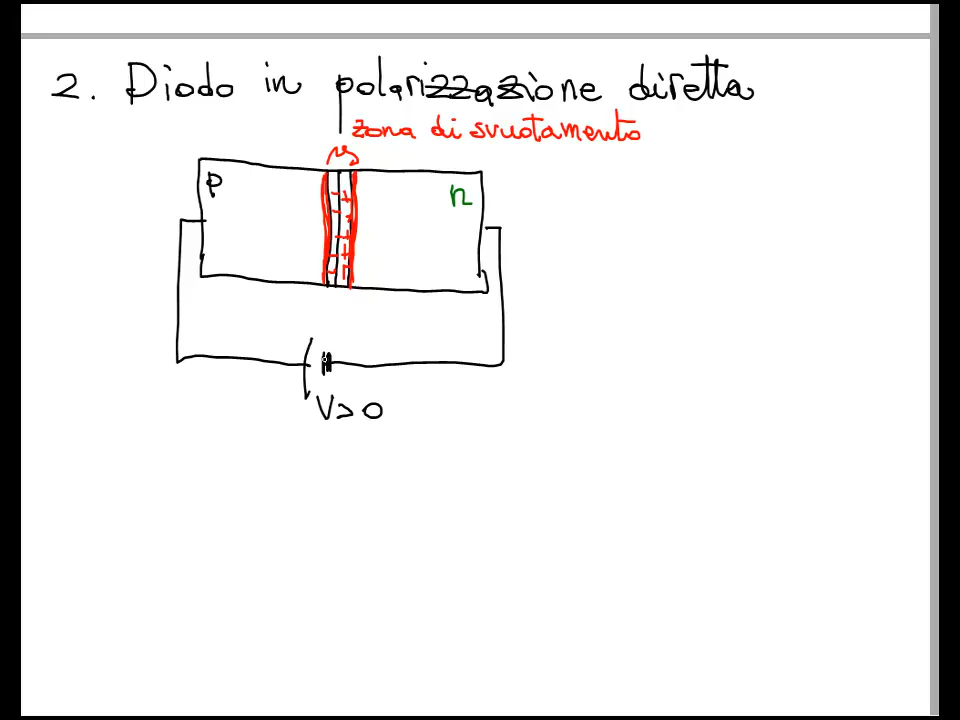 2. Diodo in polarizzazione diretta
zona di svuotamento
p
n
V > 0